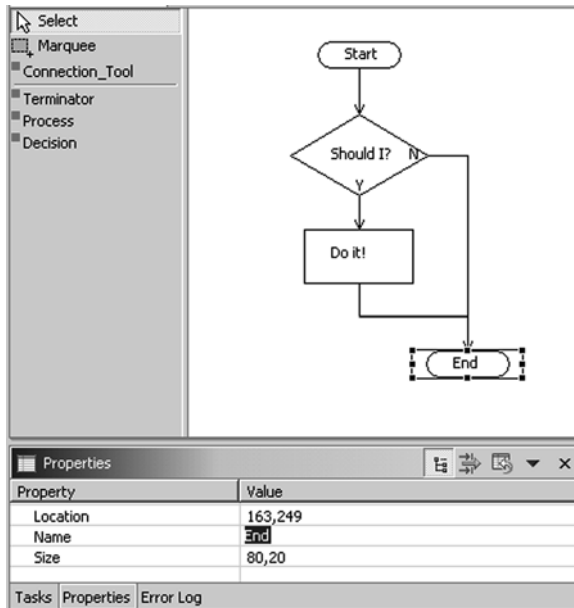 Select
Marquee
Connection_Tool
Terminator
Process
Decision
Start
Should I? N
Y
Do it!
End
Properties
Property Value
Location 163,249
Name End
Size 80,20
Tasks Properties Error Log